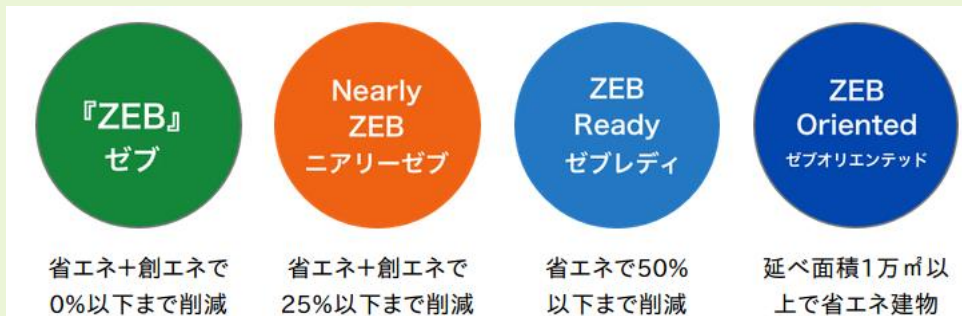 『ZEB』
ゼブ
Nearly
ZEB
ニアリーゼブ
ZEB
Ready
ゼブレディ
ZEB
Oriented
ゼブオリエンテッド
省エネ+創エネで
0%以下まで削減
省エネ+創エネで
25%以下まで削減
省エネで50%
以下まで削減
延べ面積1万㎡以
上で省エネ建物